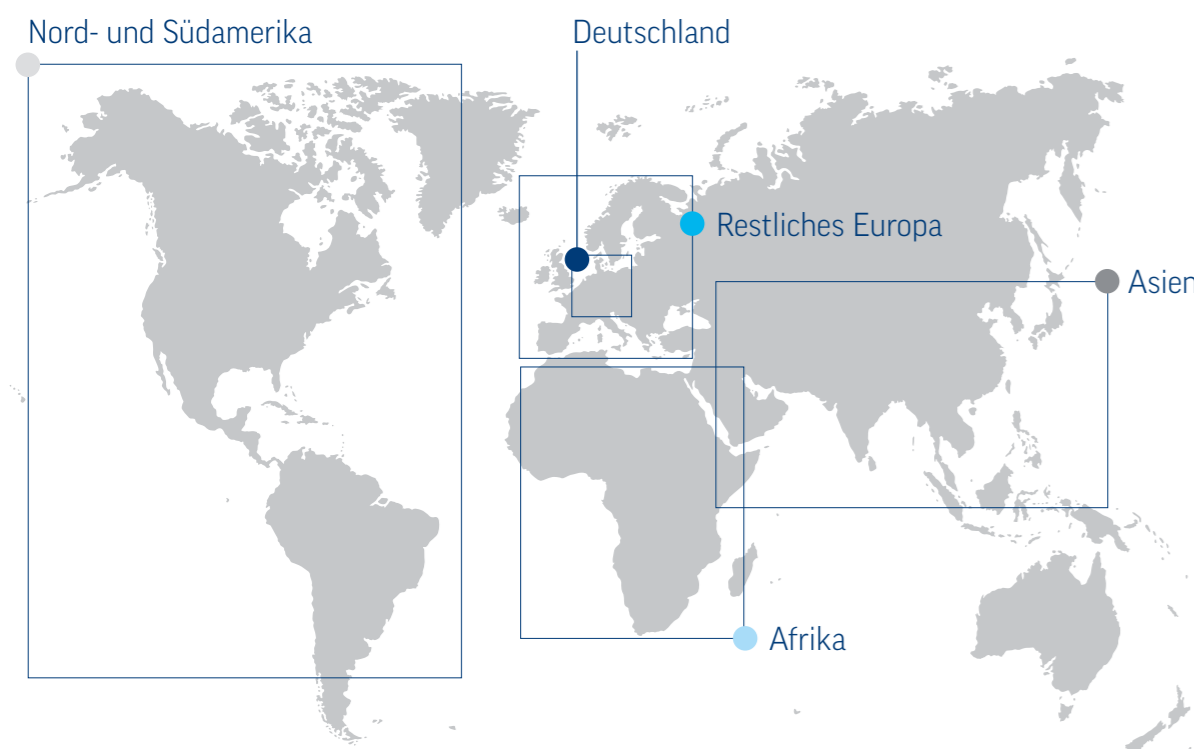 Nord- und Südamerika
Deutschland
Restliches Europa
Asien
Afrika